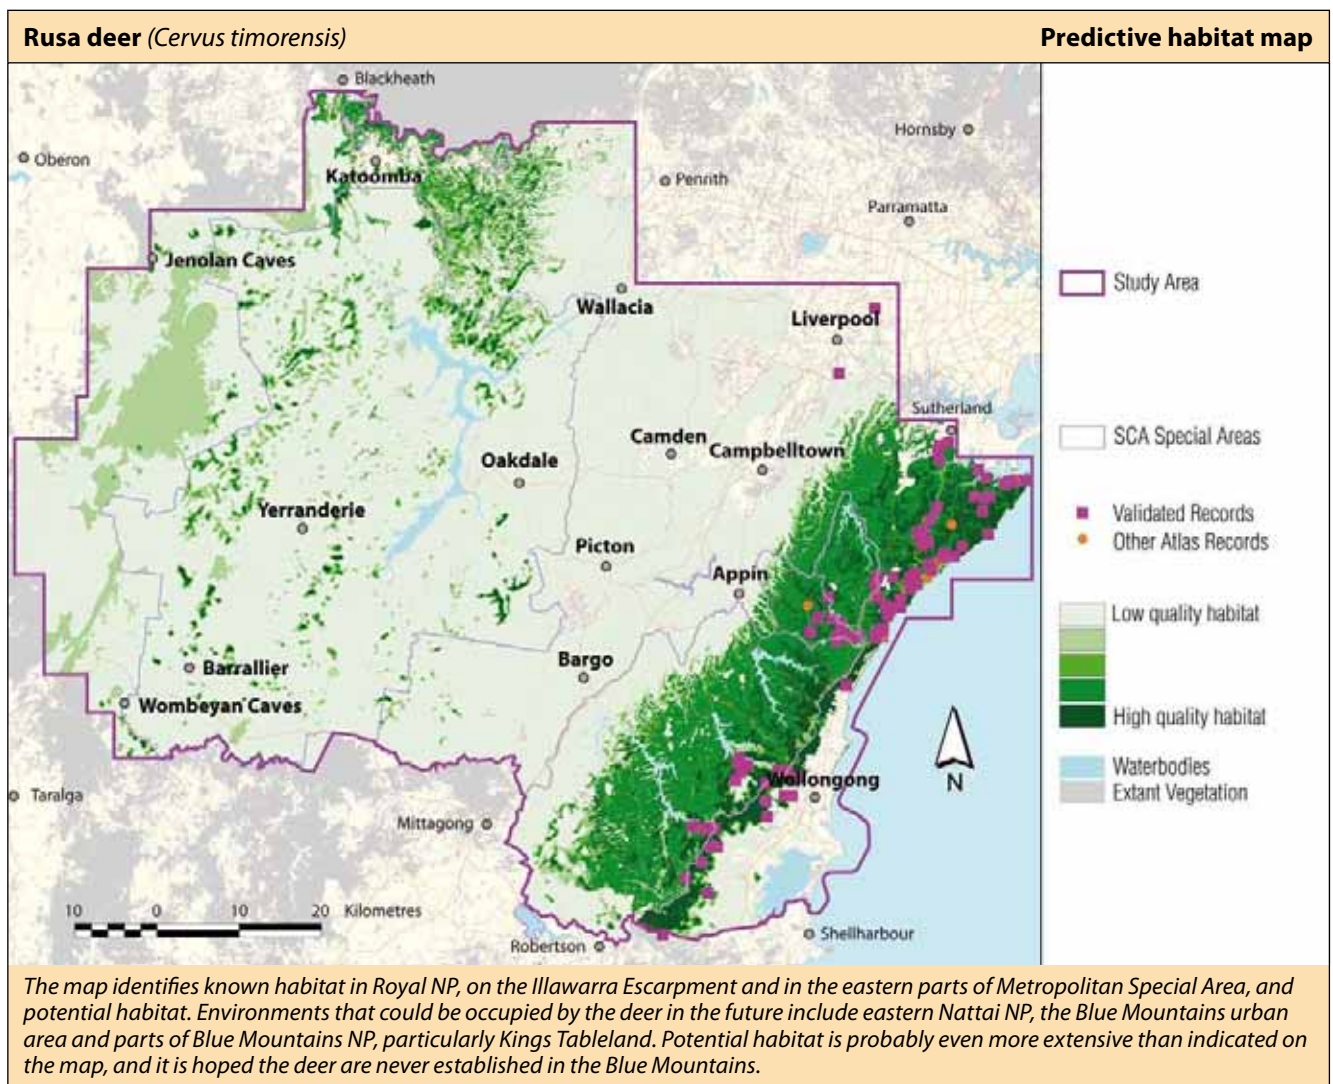 Rusa deer (Cervus timorensis)
Predictive habitat map
Blackheath
Hornsby
Oberon
Katoomba
Penrith
Parramatta
Jenolan Caves
Wallacia
Liverpool
Sutherland
Camden
Campbelltown
Oakdale
Yerranderie
Picton
Appin
4
Bargo
Barrallier
Wombeyan Caves
Wollongong
N
Taralga
Mittagong
10 0 10 20 Kilometres
Robertson
Shellharbour
Study Area
SCA Special Areas
Validated Records
Other Atlas Records
Low quality habitat
High quality habitat
Waterbodies
Extant Vegetation
The map identifies known habitat in Royal NP, on the Illawarra Escarpment and in the eastern parts of Metropolitan Special Area, and
potential habitat. Environments that could be occupied by the deer in the future include eastern Nattai NP, the Blue Mountains urban
area and parts of Blue Mountains NP, particularly Kings Tableland. Potential habitat is probably even more extensive than indicated on
the map, and it is hoped the deer are never established in the Blue Mountains.